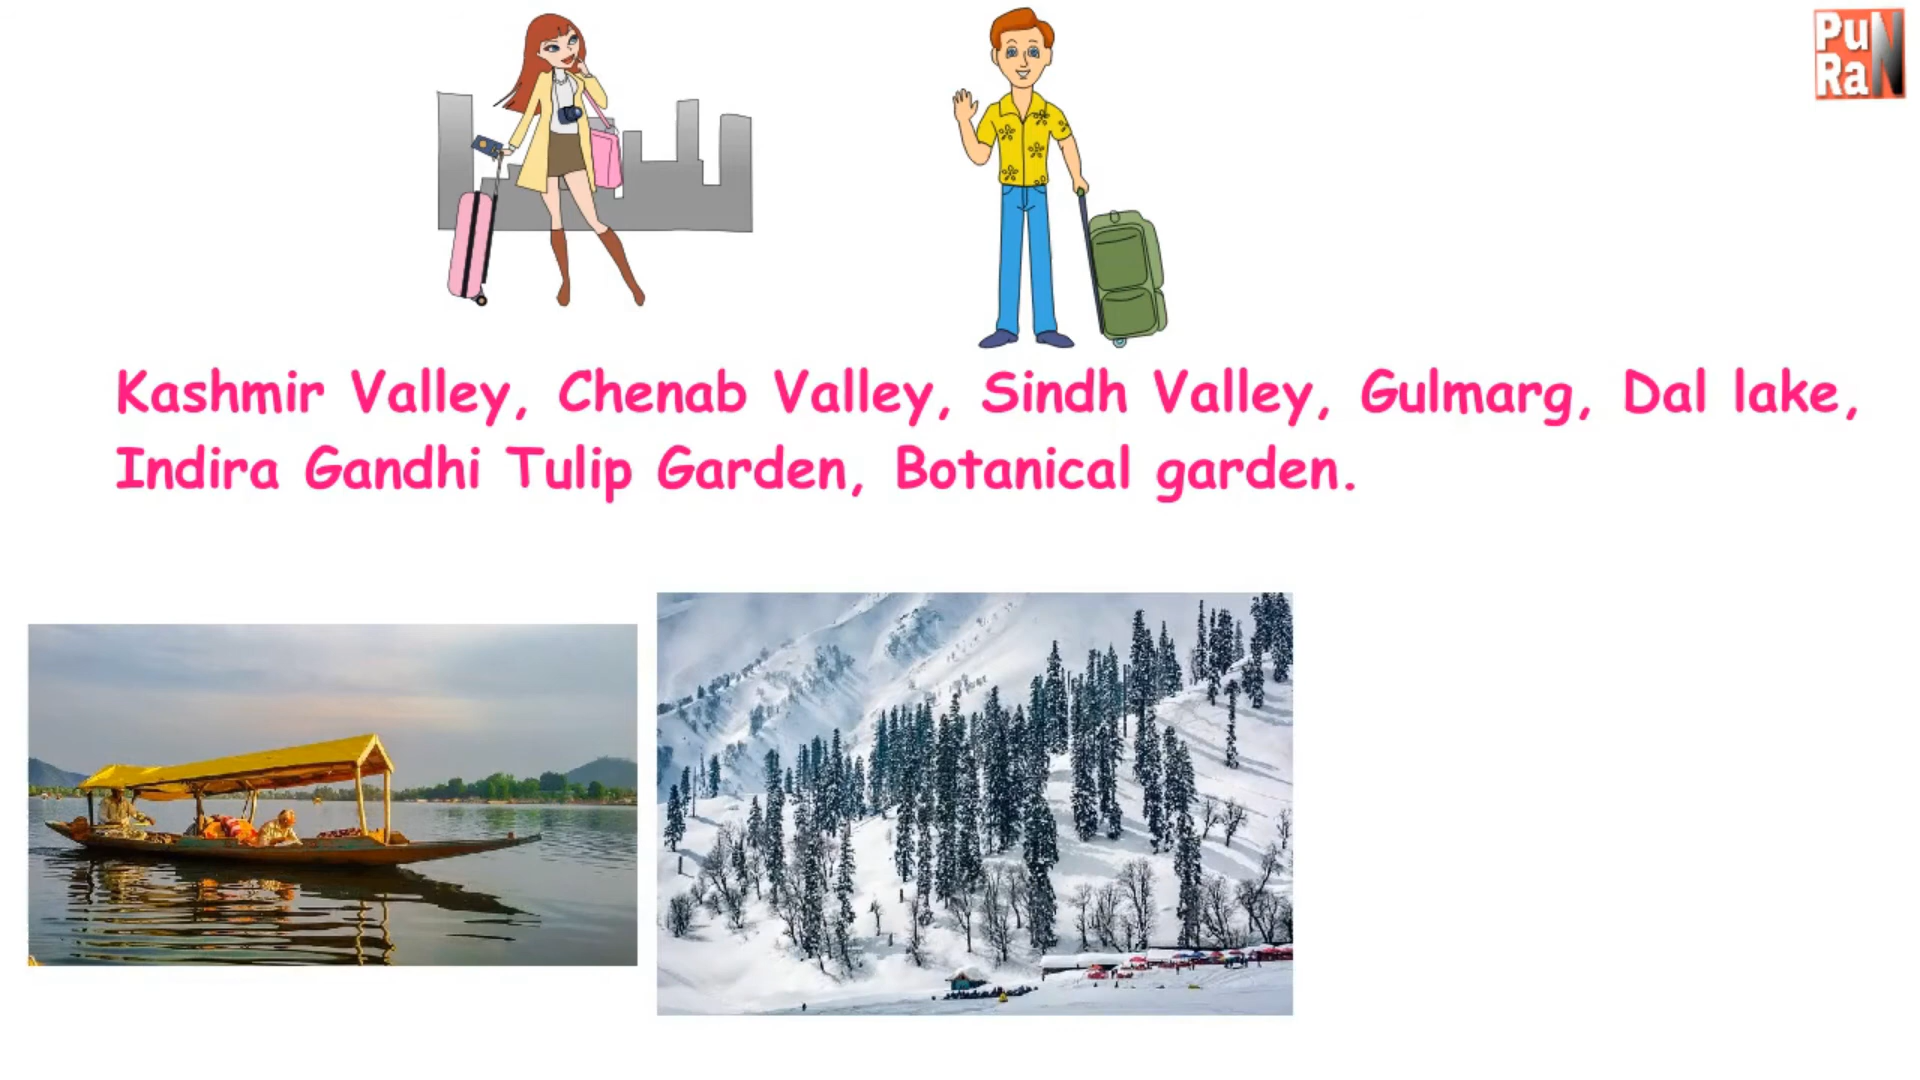 PuN
RaN
Kashmir Valley, Chenab Valley, Sindh Valley, Gulmarg, Dal lake,
Indira Gandhi Tulip Garden, Botanical garden.